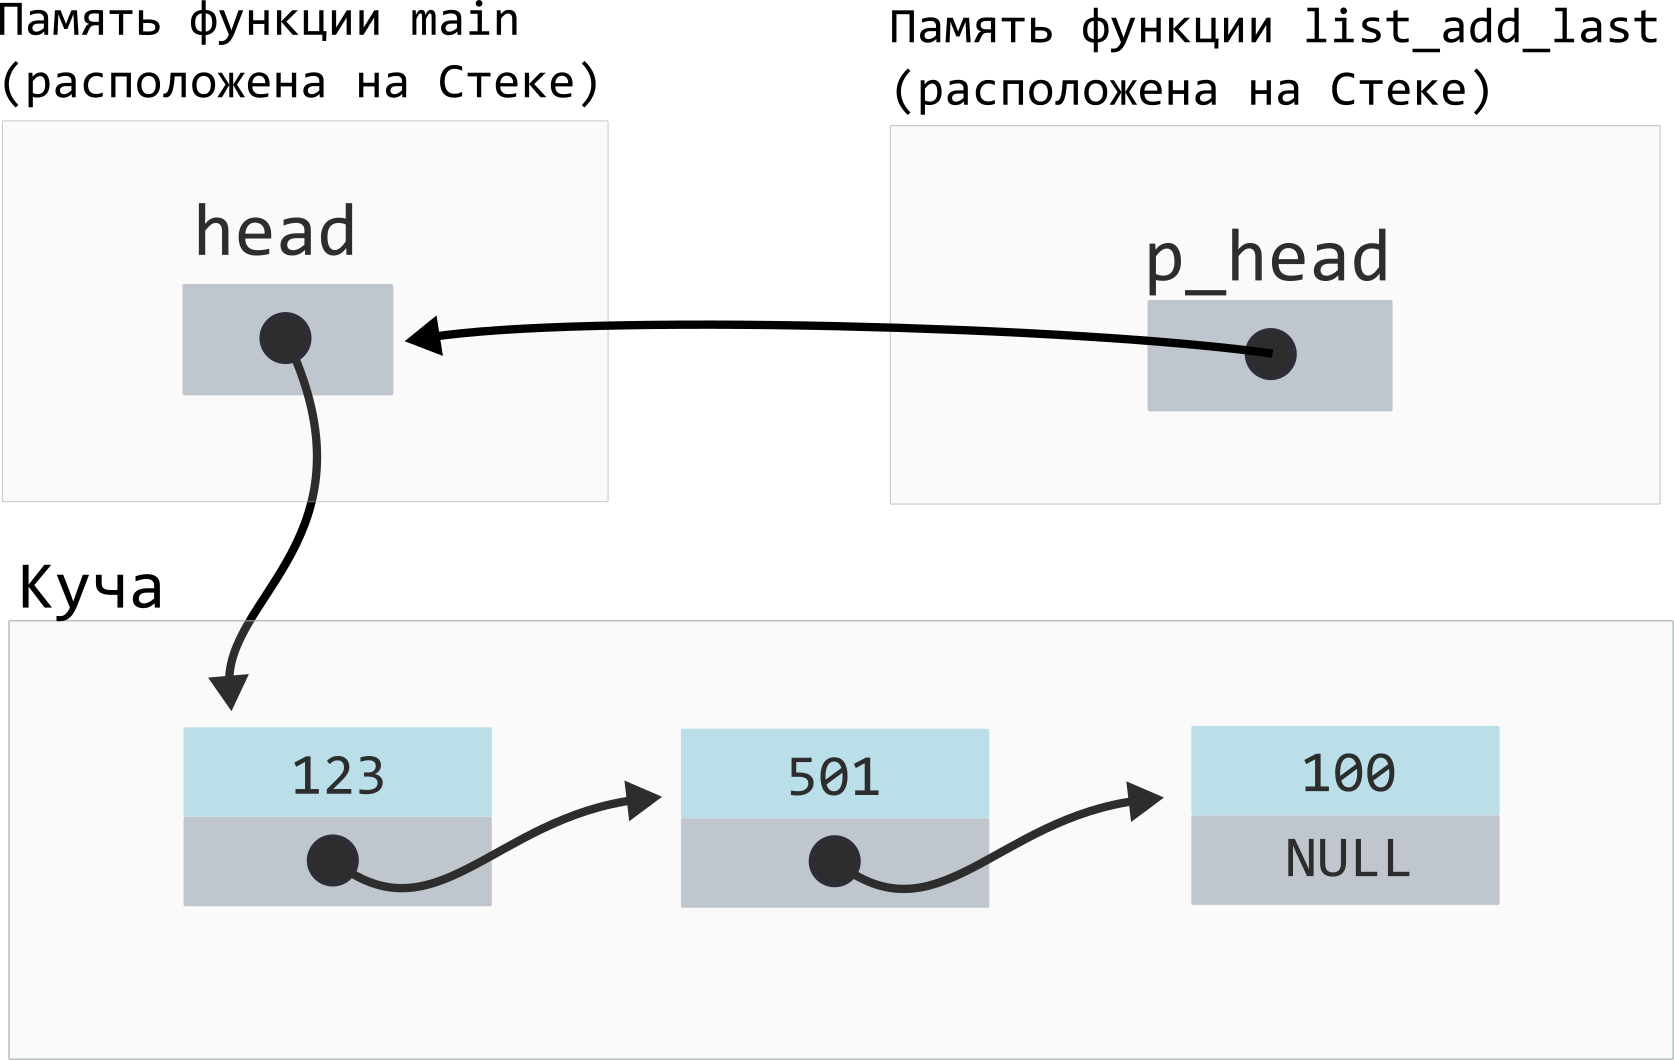 Память функции main
(расположена на Стеке)
Память функции list_add_last
(расположена на Стеке)
head
p_head
Куча
123
501
100
NULL